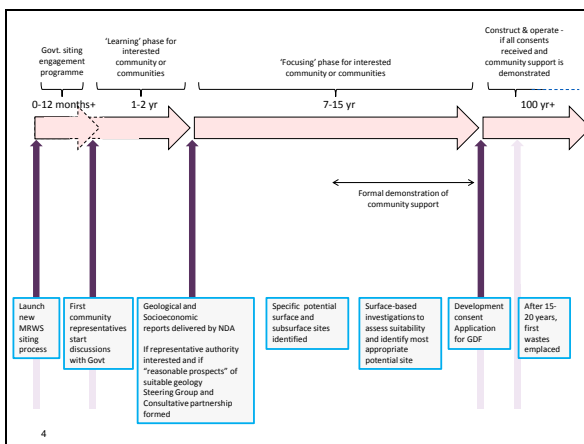 Govt. siting
engagement
programme
'Learning' phase for
interested
community or
communities
'Focusing' phase for interested
community or communities
Construct & operate -
if all consents
received and
community support is
demonstrated
0-12 months+
1-2 yr
7-15 yr
100 yr+
Formal demonstration of
community support
Launch
new
MRWS
siting
process
First
community
representatives
start
discussions
with Govt
Geological and
Socioeconomic
reports delivered by NDA
If representative authority
interested and if
"reasonable prospects" of
suitable geology
Steering Group and
Consultative partnership
formed
Specific potential
surface and
subsurface sites
identified
Surface-based
investigations to
assess suitability
and identify most
appropriate
potential site
Development
consent
Application
for GDF
After 15-
20 years,
first
wastes
emplaced
4